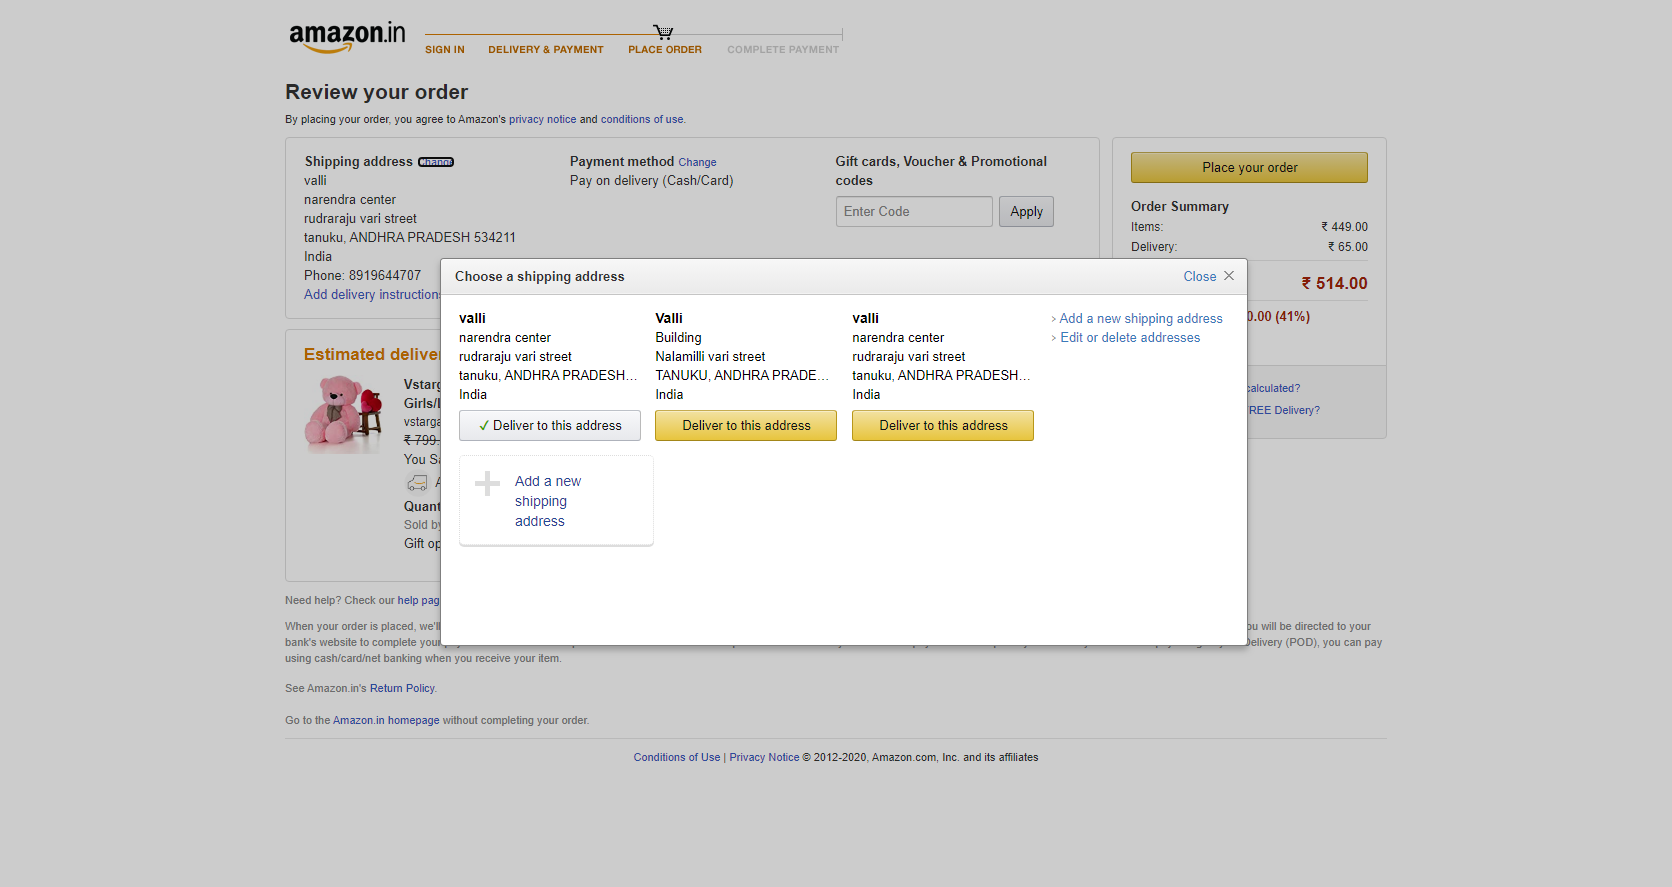 amazon.in
SIGN IN DELIVERY & PAYMENT PLACE ORDER COMPLETE PAYMENT
Review your order
By placing your order, you agree to Amazon's privacy notice and conditions of use.
Shipping address Change
valli
narendra center
rudraraju vari street
tanuku, ANDHRA PRADESH 534211
India
Phone: 8919644707
Add delivery instructions
Payment method Change
Pay on delivery (Cash/Card)
Gift cards, Voucher & Promotional
codes
Enter Code Apply
Place your order
Order Summary
Items: ₹ 449.00
Delivery: ₹ 65.00
₹ 514.00
0.00 (41%)
calculated?
FREE Delivery?
Choose a shipping address Close
valli
narendra center
rudraraju vari street
tanuku, ANDHRA PRADESH...
India
✓ Deliver to this address
Valli
Building
Nalamilli vari street
TANUKU, ANDHRA PRADE...
India
Deliver to this address
valli
narendra center
rudraraju vari street
tanuku, ANDHRA PRADESH...
India
Deliver to this address
› Add a new shipping address
› Edit or delete addresses
Add a new
shipping
address
Estimated deliver
Vstarg
Girls/
vstarga
₹ 799.
You Sa
Quant
Sold by
Gift op
Need help? Check our help pag
When your order is placed, we'll
ou will be directed to your
bank's website to complete your
Delivery (POD), you can pay
using cash/card/net banking when you receive your item.
See Amazon.in's Return Policy.
Go to the Amazon.in homepage without completing your order.
Conditions of Use | Privacy Notice © 2012-2020, Amazon.com, Inc. and its affiliates